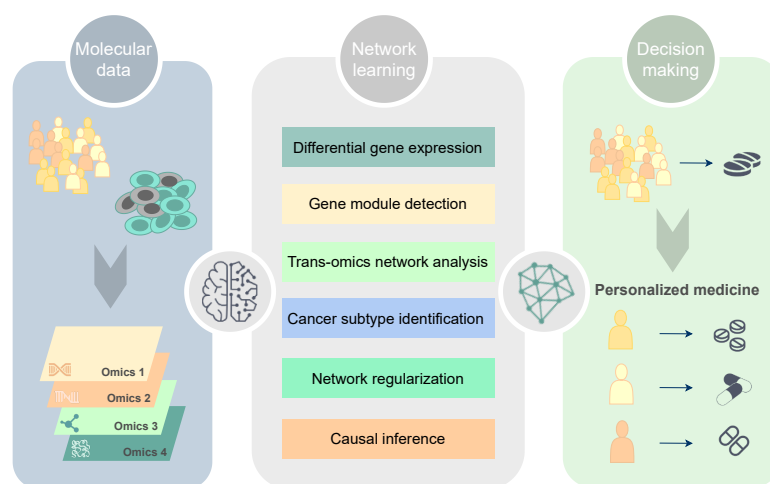 Molecular
data
Network
learning
Decision
making
Differential gene expression
Gene module detection
Trans-omics network analysis
Cancer subtype identification
Network regularization
Causal inference
Omics 1
Omics 2
Omics 3
Omics 4
Personalized medicine